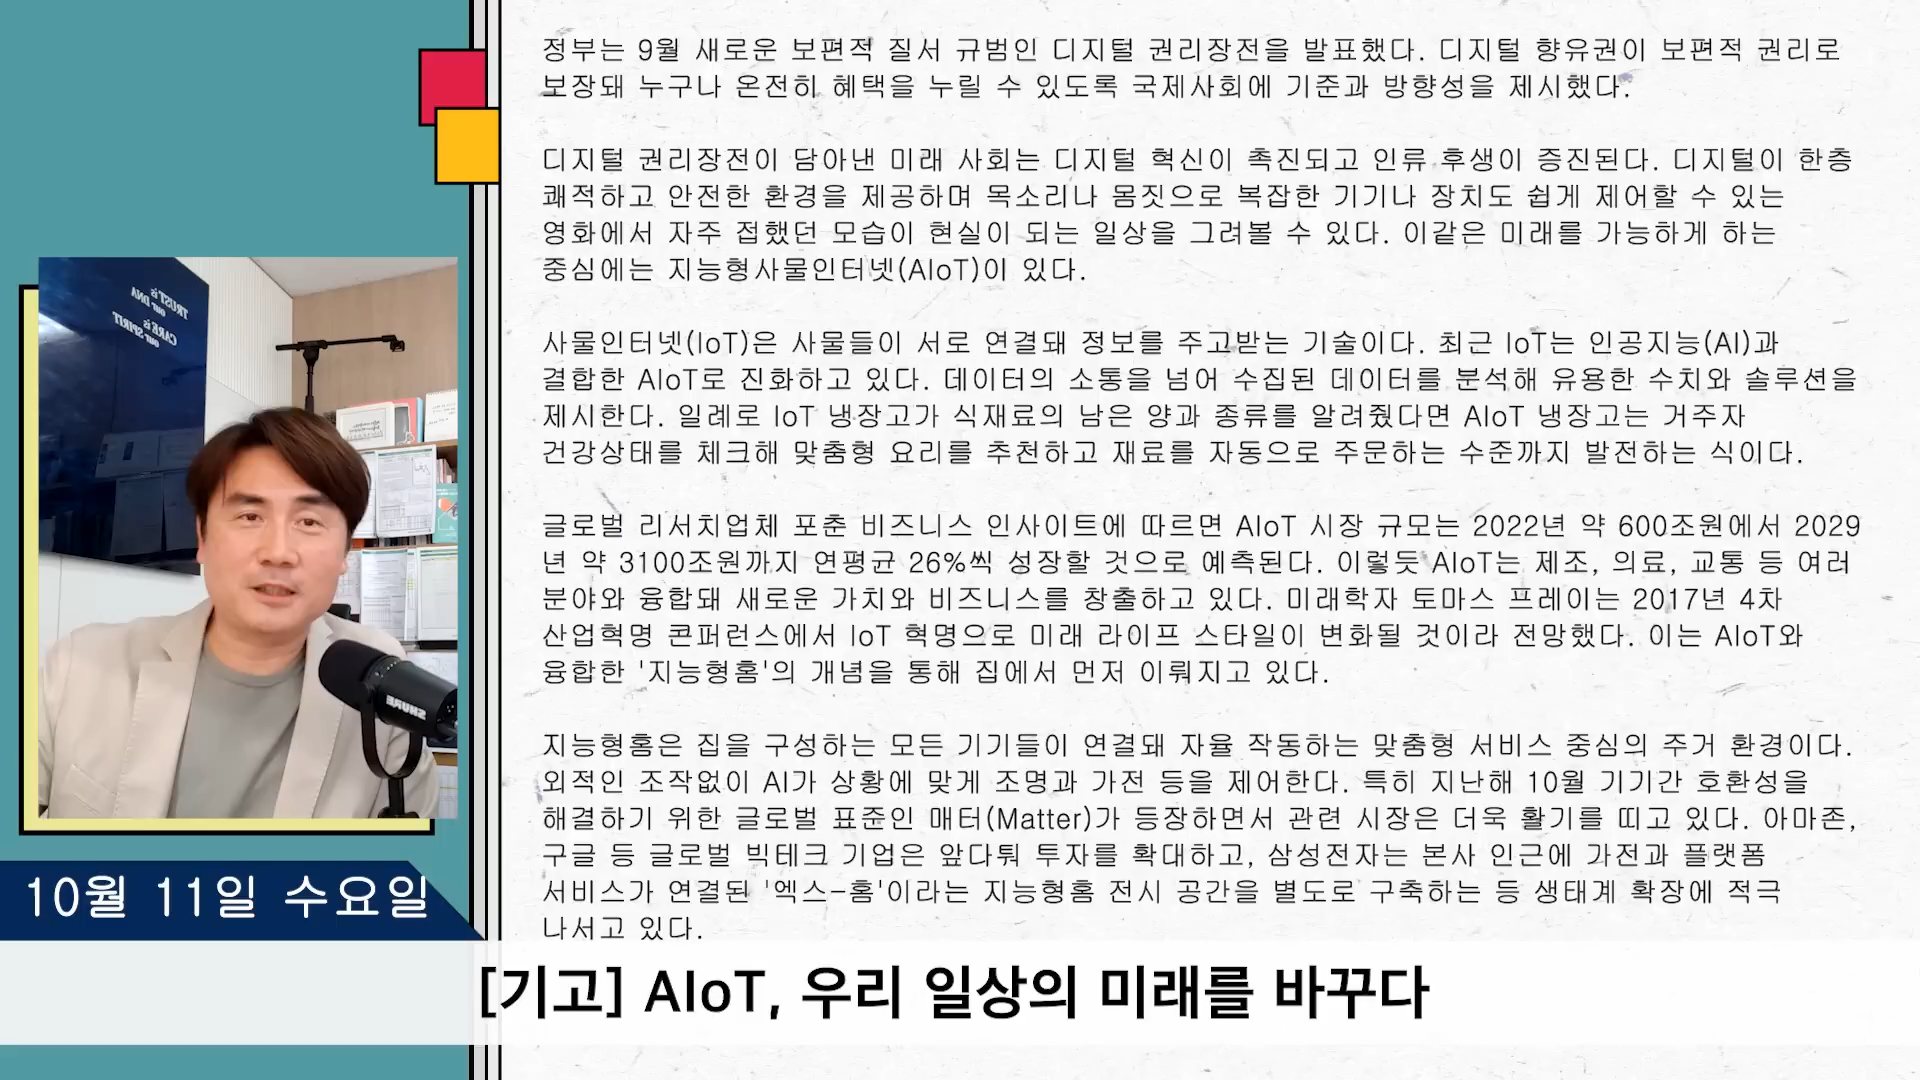 정부는 9월 새로운 보편적 질서 규범인 디지털 권리장전을 발표했다. 디지털 향유권이 보편적 권리로
보장돼 누구나 온전히 혜택을 누릴 수 있도록 국제사회에 기준과 방향성을 제시했다.
디지털 권리장전이 담아낸 미래 사회는 디지털 혁신이 촉진되고 인류 후생이 증진된다. 디지털이 한층
쾌적하고 안전한 환경을 제공하며 목소리나 몸짓으로 복잡한 기기나 장치도 쉽게 제어할 수 있는
영화에서 자주 접했던 모습이 현실이 되는 일상을 그려볼 수 있다. 이같은 미래를 가능하게 하는
중심에는 지능형사물인터넷(AIoT)이 있다.
사물인터넷(IoT)은 사물들이 서로 연결돼 정보를 주고받는 기술이다. 최근 IoT는 인공지능(AI)과
결합한 AIoT로 진화하고 있다. 데이터의 소통을 넘어 수집된 데이터를 분석해 유용한 수치와 솔루션을
제시한다. 일례로 IoT 냉장고가 식재료의 남은 양과 종류를 알려줬다면 AIoT 냉장고는 거주자
건강상태를 체크해 맞춤형 요리를 추천하고 재료를 자동으로 주문하는 수준까지 발전하는 식이다.
글로벌 리서치업체 포춘 비즈니스 인사이트에 따르면 AIoT 시장 규모는 2022년 약 600조원에서 2029
년 약 3100조원까지 연평균 26%씩 성장할 것으로 예측된다. 이렇듯 AIoT는 제조, 의료, 교통 등 여러
분야와 융합돼 새로운 가치와 비즈니스를 창출하고 있다. 미래학자 토마스 프레이는 2017년 4차
산업혁명 콘퍼런스에서 IoT 혁명으로 미래 라이프 스타일이 변화될 것이라 전망했다. 이는 AIoT와
융합한 '지능형홈'의 개념을 통해 집에서 먼저 이뤄지고 있다.
지능형홈은 집을 구성하는 모든 기기들이 연결돼 자율 작동하는 맞춤형 서비스 중심의 주거 환경이다.
외적인 조작없이 AI가 상황에 맞게 조명과 가전 등을 제어한다. 특히 지난해 10월 기기간 호환성을
해결하기 위한 글로벌 표준인 매터(Matter)가 등장하면서 관련 시장은 더욱 활기를 띠고 있다. 아마존,
구글 등 글로벌 빅테크 기업은 앞다퉈 투자를 확대하고, 삼성전자는 본사 인근에 가전과 플랫폼
서비스가 연결된 '엑스-홈'이라는 지능형홈 전시 공간을 별도로 구축하는 등 생태계 확장에 적극
나서고 있다.
TRUST is
our DNA
CARE is
our SPIRIT
SHURE
10월 11일 수요일
[기고] AIoT, 우리 일상의 미래를 바꾸다